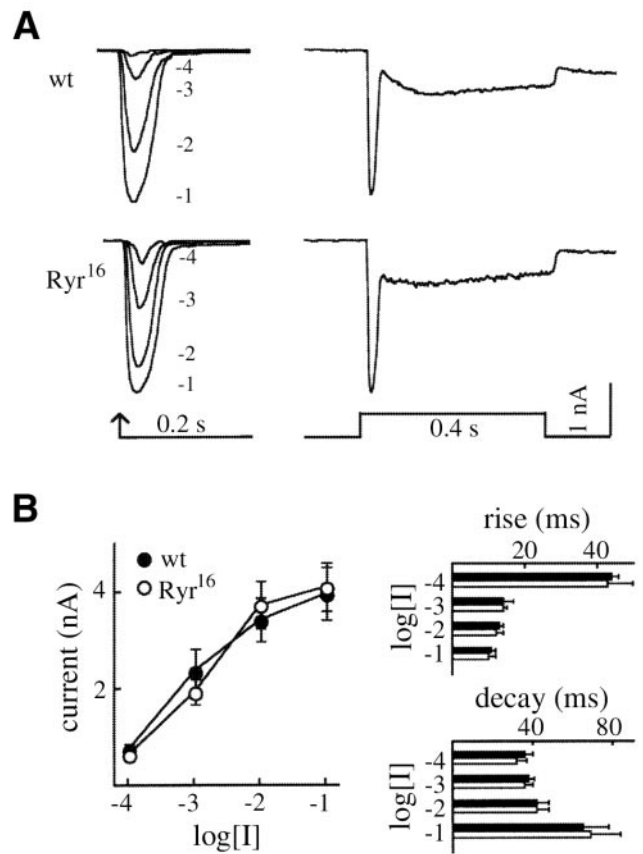 A
wt
-4
-3
-2
-1
Ryr16
-4
-3
-2
-1
0.2 s
0.4 s
1 nA
B
wt
Ryr16
current (nA)
4
2
-4 -3 -2 -1
log[I]
rise (ms)
20 40
log[I]
-4
-3
-2
-1
decay (ms)
40 80
log[I]
-4
-3
-2
-1